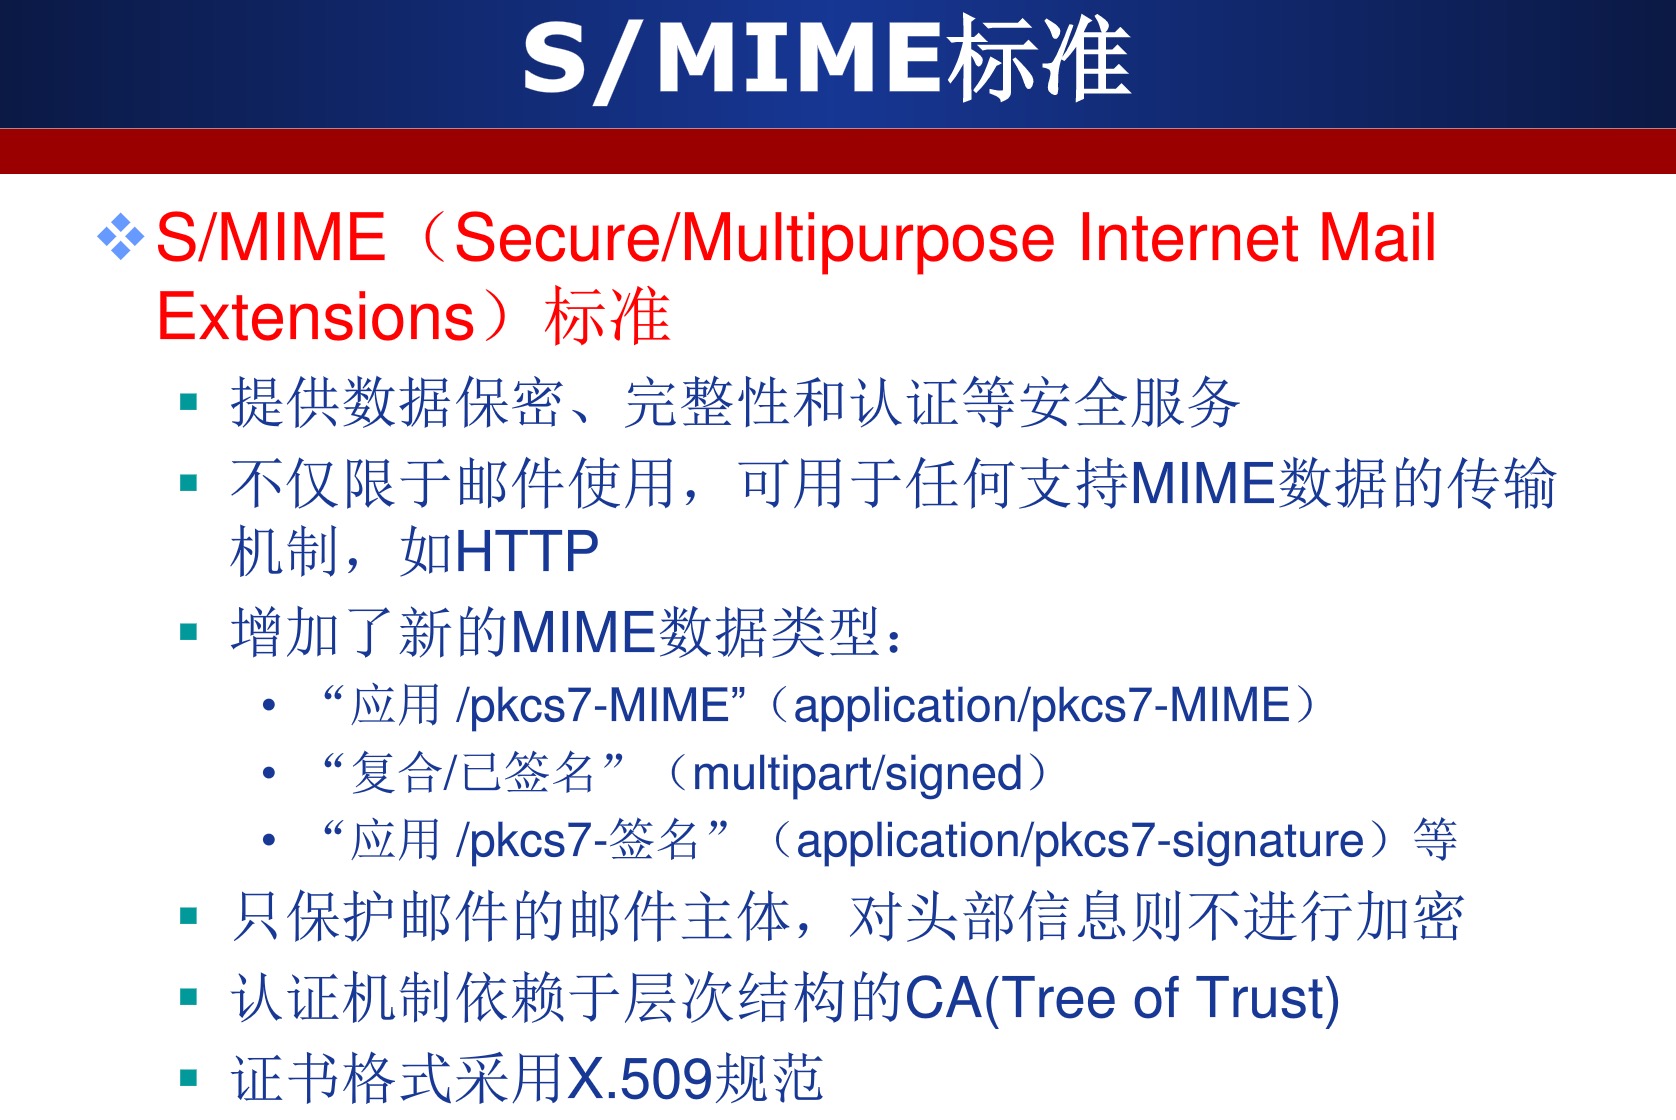 S/MIME标准
S/MIME（Secure/Multipurpose Internet Mail
Extensions）标准
提供数据保密、完整性和认证等安全服务
不仅限于邮件使用，可用于任何支持MIME数据的传输
机制，如HTTP
增加了新的MIME数据类型：
• “应用 /pkcs7-MIME”（application/pkcs7-MIME）
• “复合/已签名”（multipart/signed）
• “应用 /pkcs7-签名”（application/pkcs7-signature）等
只保护邮件的邮件主体，对头部信息则不进行加密
认证机制依赖于层次结构的CA(Tree of Trust)
证书格式采用X.509规范